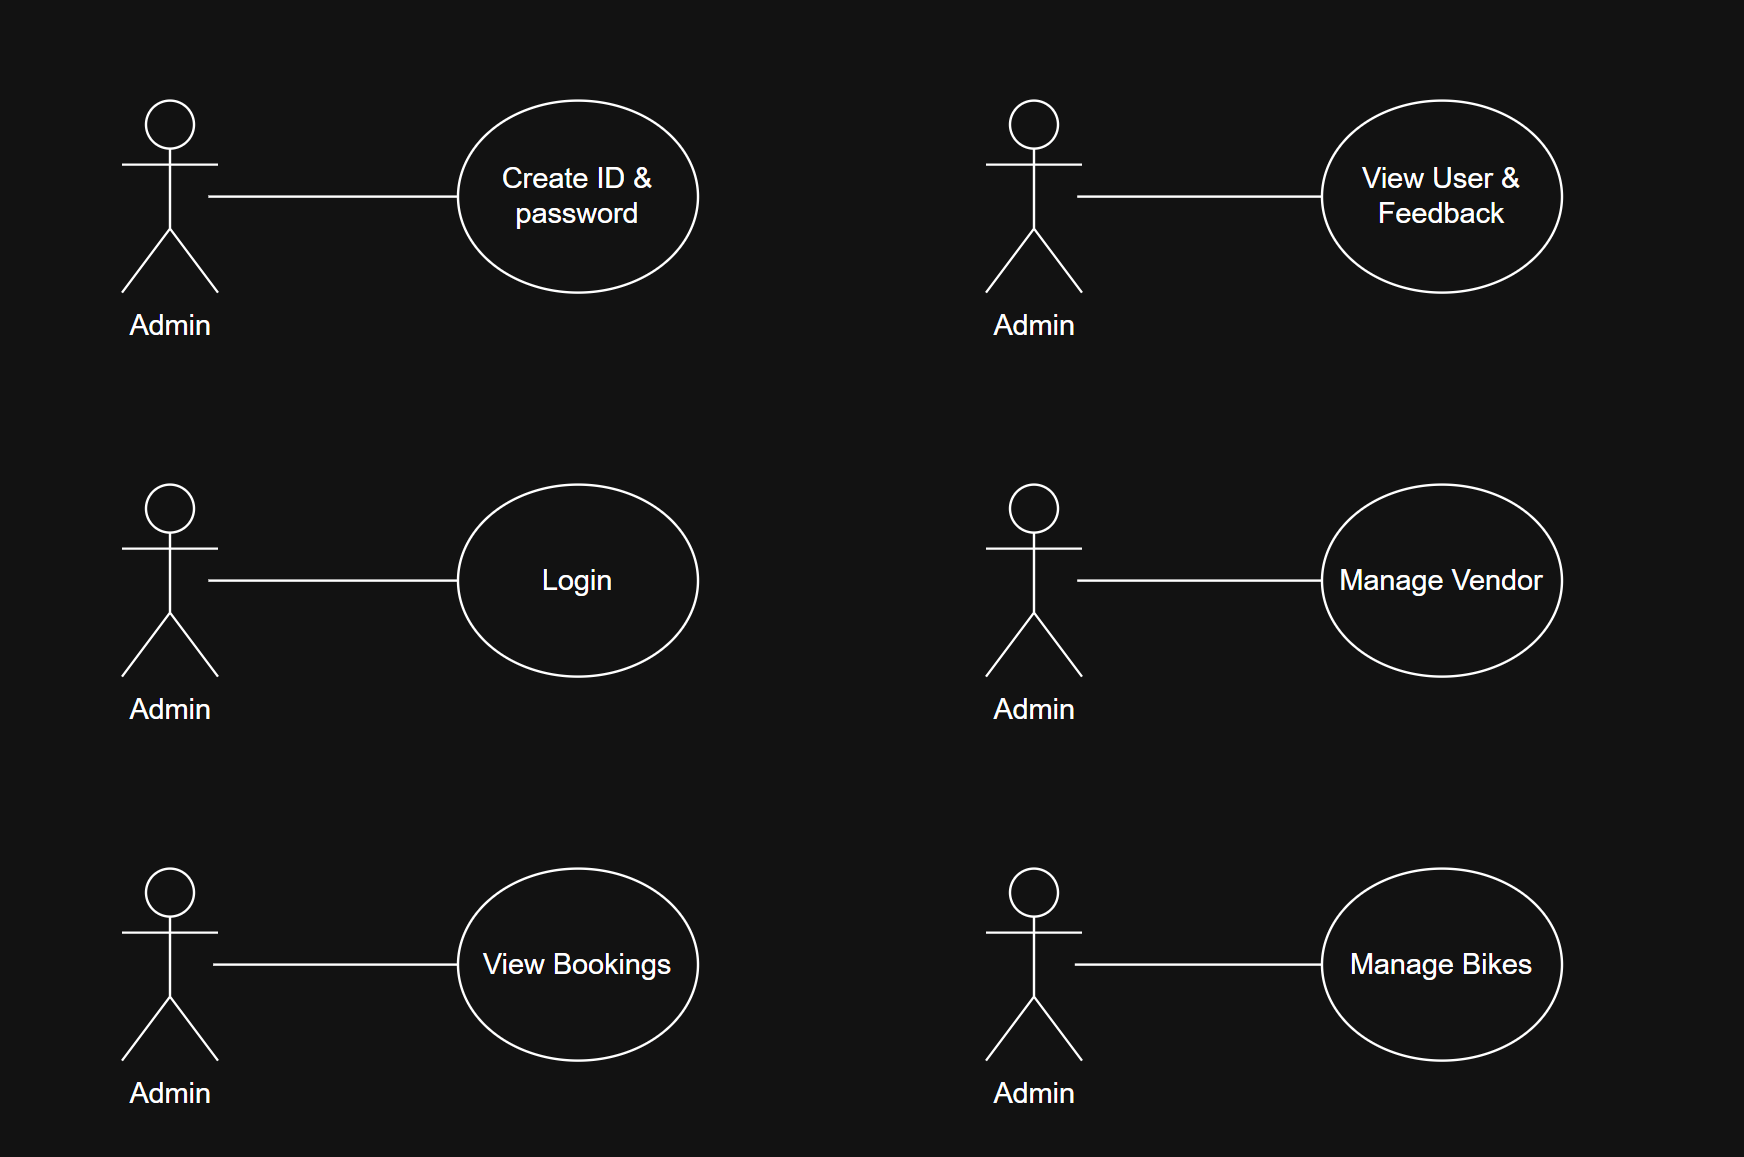 Create ID &
password
Admin
View User &
Feedback
Admin
Login
Admin
Manage Vendor
Admin
View Bookings
Admin
Manage Bikes
Admin